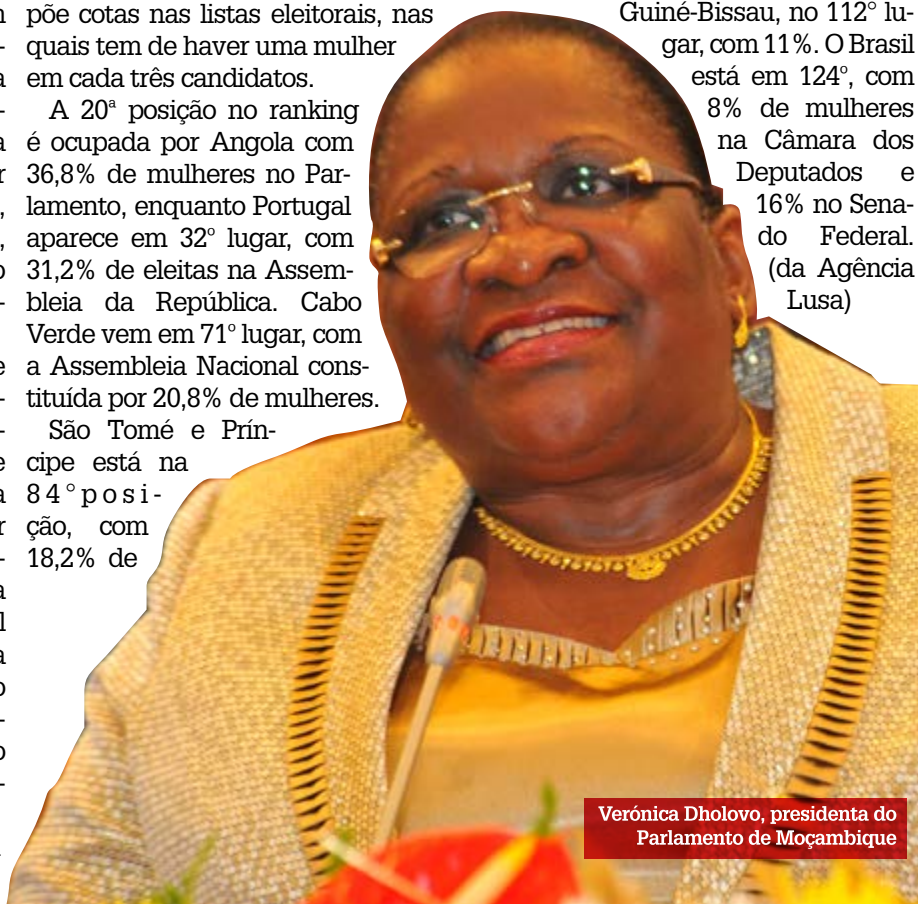 põe cotas nas listas eleitorais, nas
quais tem de haver uma mulher
em cada três candidatos.
A 20ª posição no ranking
é ocupada por Angola com
36,8% de mulheres no Par-
lamento, enquanto Portugal
aparece em 32º lugar, com
31,2% de eleitas na Assem-
bleia da República. Cabo
Verde vem em 71º lugar, com
a Assembleia Nacional cons-
tituída por 20,8% de mulheres.
São Tomé e Prín-
cipe está na
84° posi-
ção, com
18,2% de
Guiné-Bissau, no 112° lu-
gar, com 11%. O Brasil
está em 124º, com
8% de mulheres
na Câmara dos
Deputados e
16% no Sena-
do Federal.
(da Agência
Lusa)
Verónica Dholovo, presidenta do
Parlamento de Moçambique